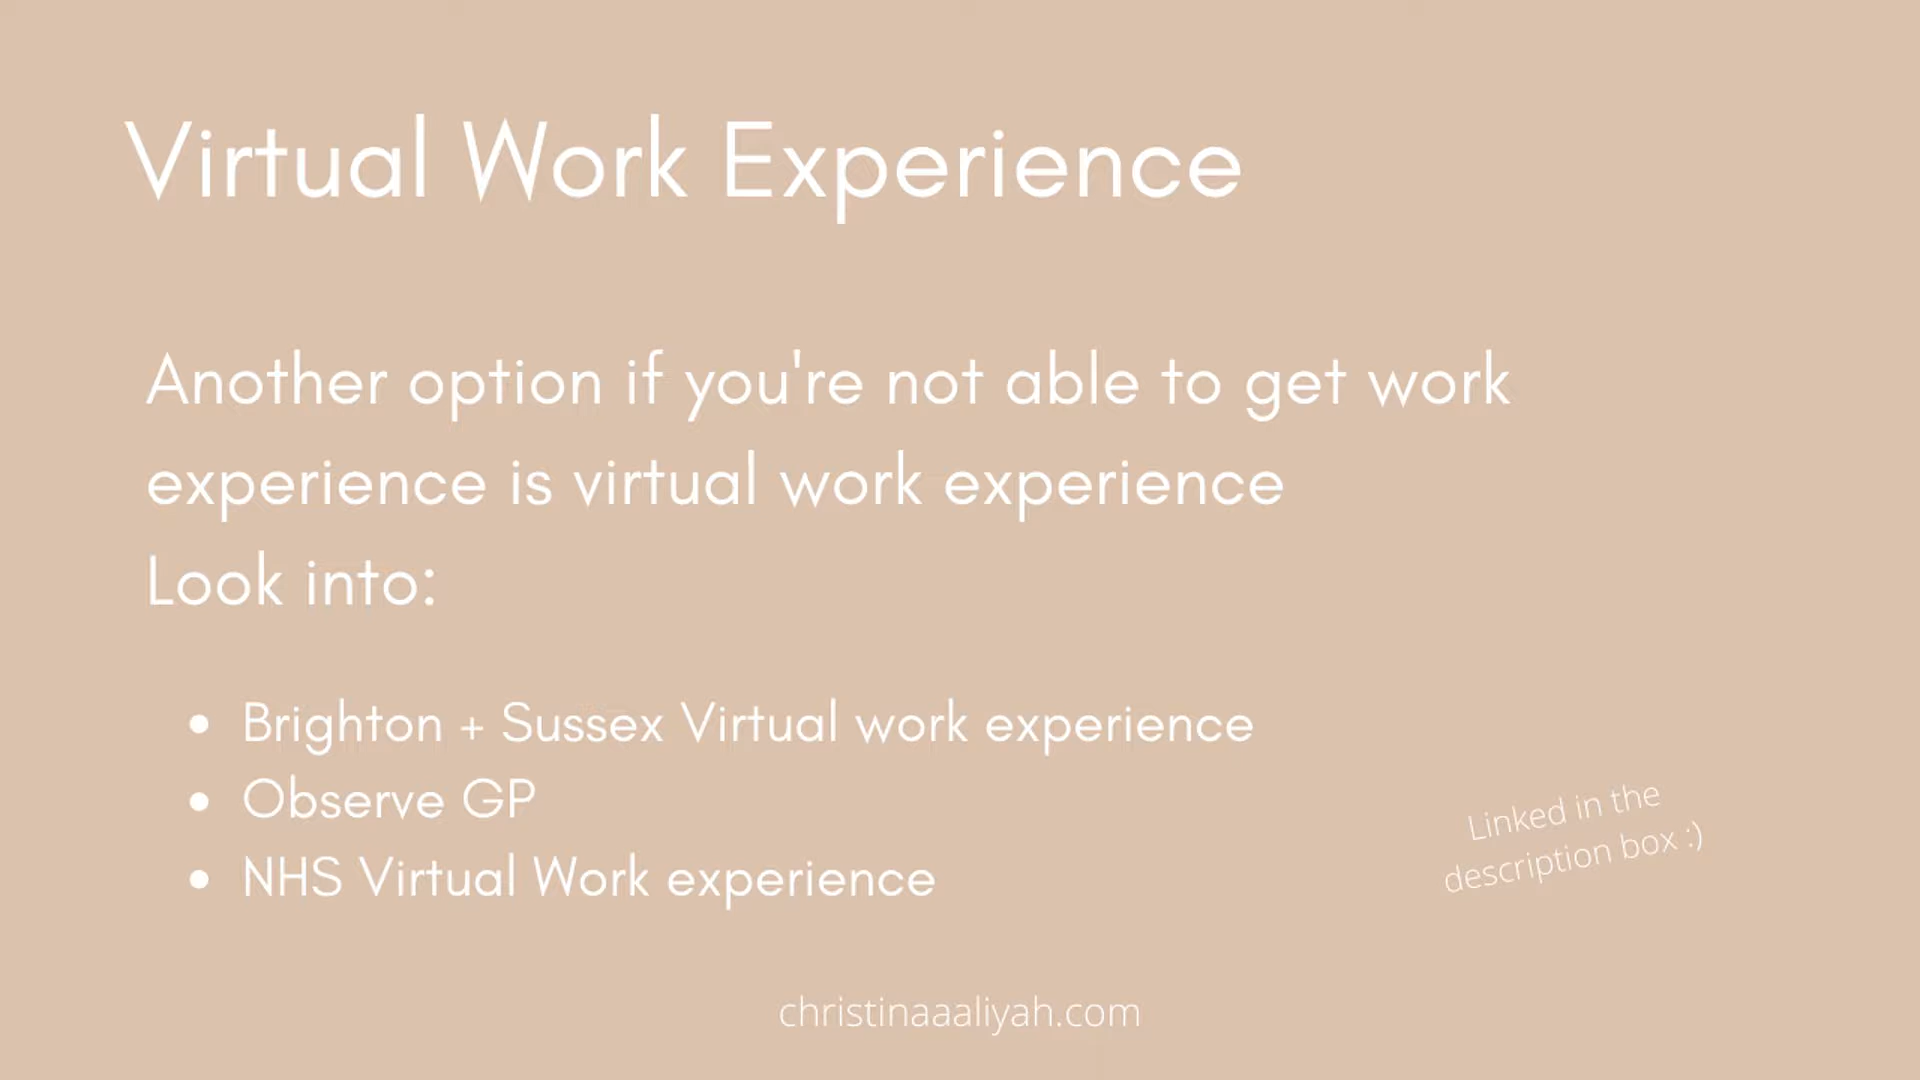 Virtual Work Experience
Another option if you're not able to get work
experience is virtual work experience
Look into:
• Brighton + Sussex Virtual work experience
• Observe GP
• NHS Virtual Work experience
Linked in the
description box :)
christinaaaliyah.com